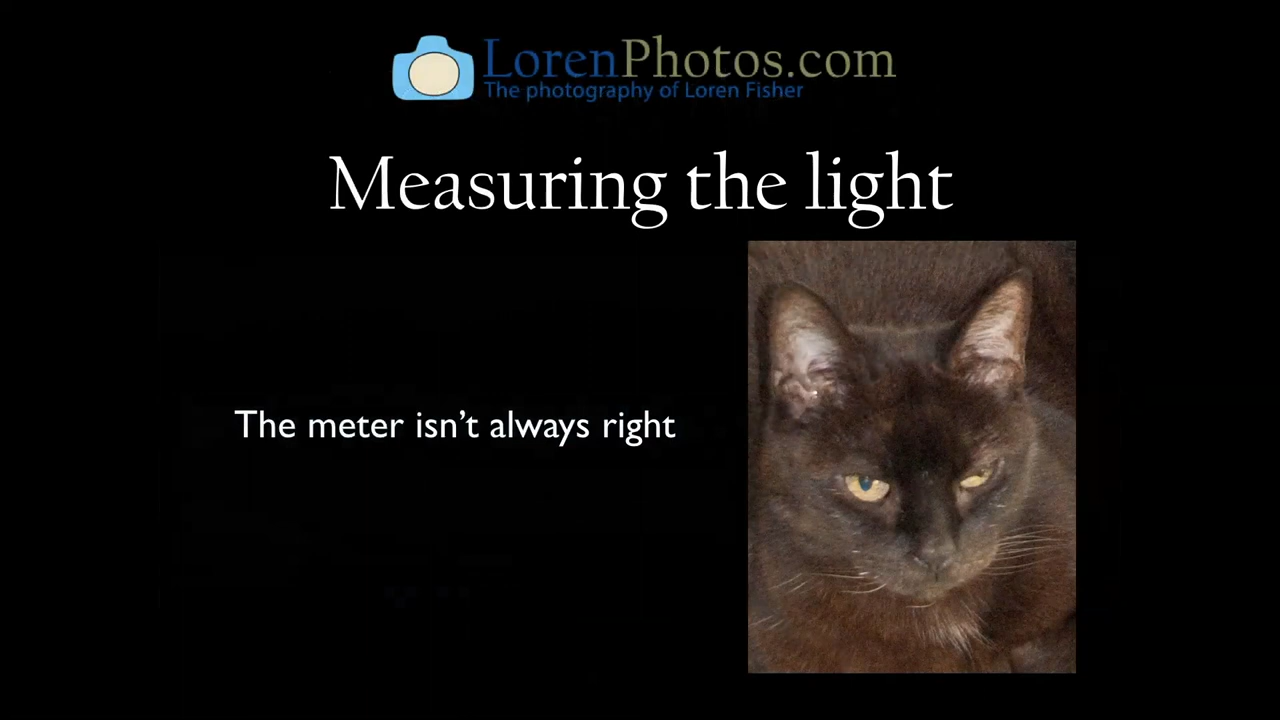 LorenPhotos.com
The photography of Loren Fisher
Measuring the light
The meter isn’t always right